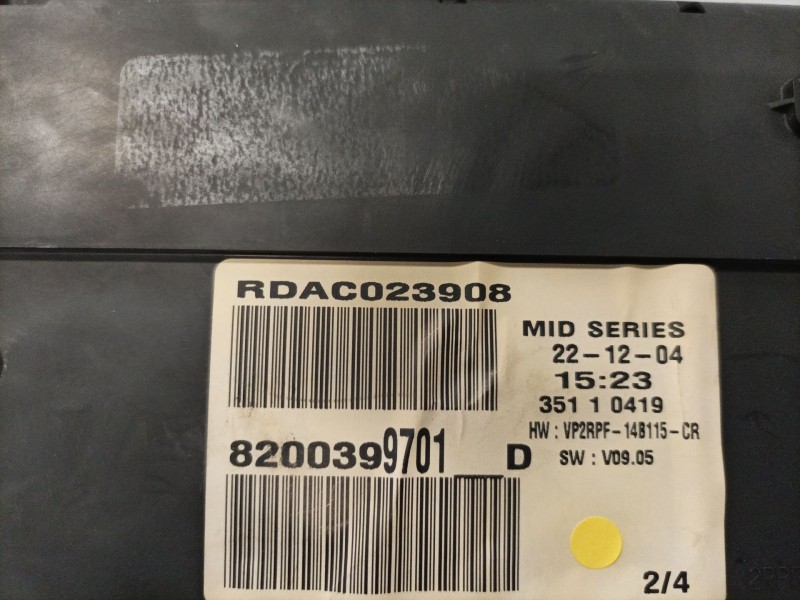 RDAC023908
MID SERIES
22-12-04
15:23
351 1 0419
HW : VP2RPF-14B115-CR
8200399701__D
SW : V09.05
2/4